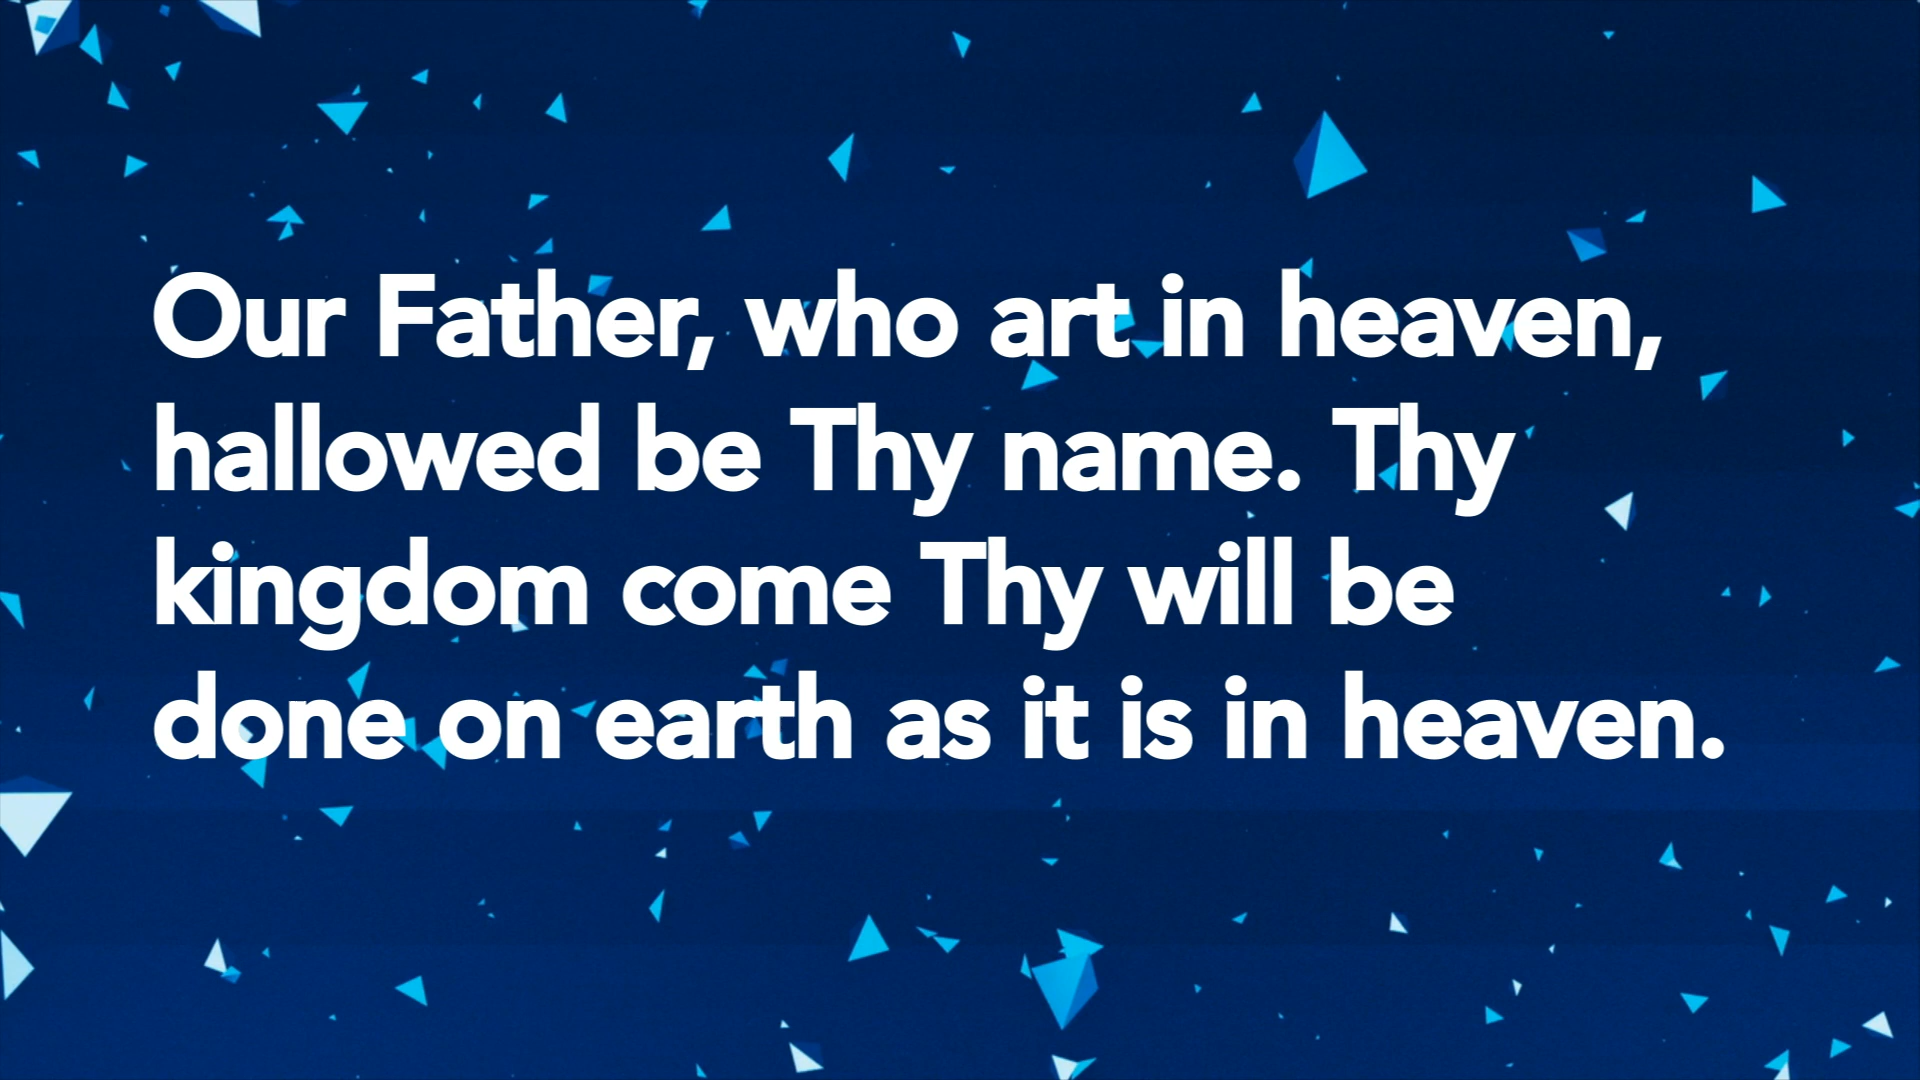 Our Father, who art in heaven,
hallowed be Thy name. Thy
kingdom come Thy will be
done on earth as it is in heaven.